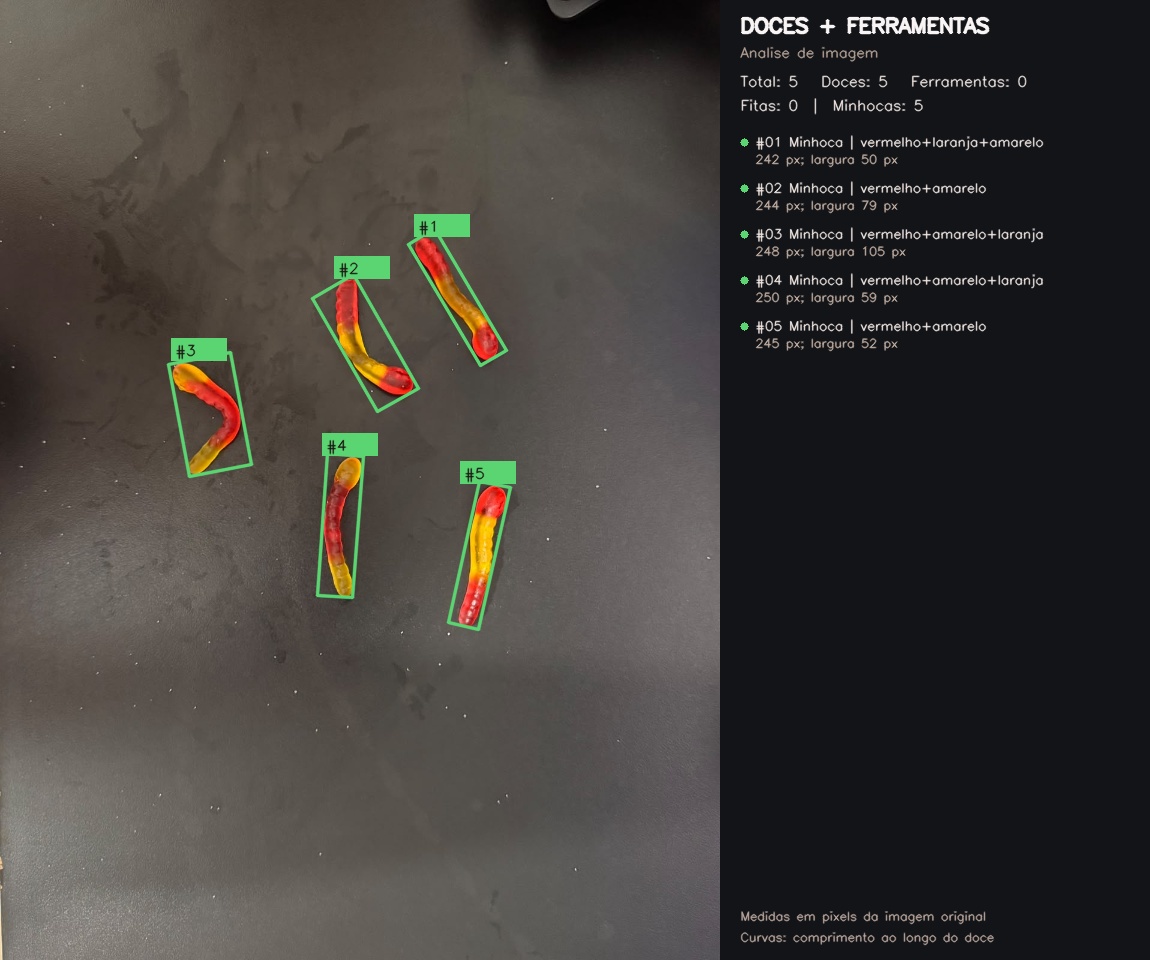 DOCES + FERRAMENTAS
Analise de imagem
Total: 5 Doces: 5 Ferramentas: 0
Fitas: 0 | Minhocas: 5
#01 Minhoca | vermelho+laranja+amarelo
242 px; largura 50 px
#02 Minhoca | vermelho+amarelo
244 px; largura 79 px
#03 Minhoca | vermelho+amarelo+laranja
248 px; largura 105 px
#04 Minhoca | vermelho+amarelo+laranja
250 px; largura 59 px
#05 Minhoca | vermelho+amarelo
245 px; largura 52 px
#1
#2
#3
#4
#5
Medidas em pixels da imagem original
Curvas: comprimento ao longo do doce